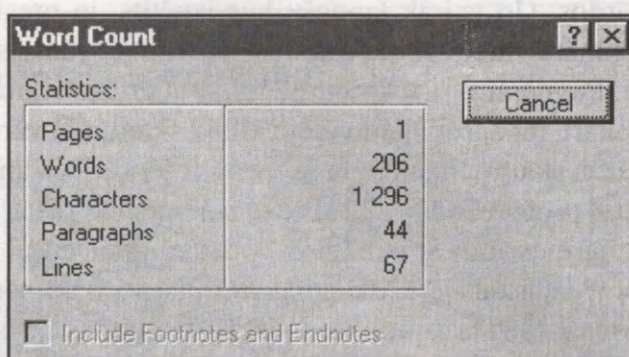 Word Count
Statistics:
Cancel
Pages 1
Words 206
Characters 1 296
Paragraphs 44
Lines 67
Include Footnotes and Endnotes